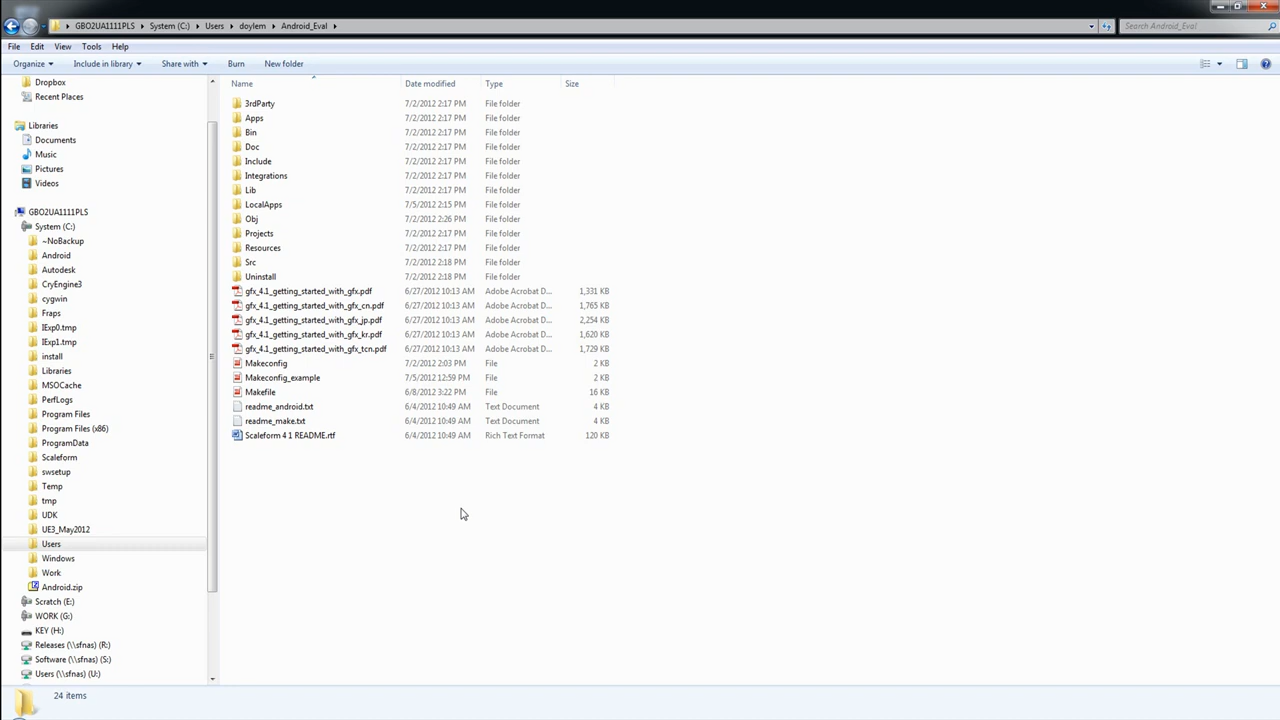 GBO2UA1111PLS System (C:) Users doylem Android_Eval
Search Android_Eval
File Edit View Tools Help
Organize Include in library Share with Burn New folder
Name Date modified Type Size
Dropbox
Recent Places
Libraries
Documents
Music
Pictures
Videos
GBO2UA1111PLS
System (C:)
~NoBackup
Android
Autodesk
CryEngine3
cygwin
Fraps
IExp0.tmp
IExp1.tmp
install
Libraries
MSOCache
PerfLogs
Program Files
Program Files (x86)
ProgramData
Scaleform
swsetup
Temp
tmp
UDK
UE3_May2012
Users
Windows
Work
Android.zip
Scratch (E:)
WORK (G:)
KEY (H:)
Releases (\\sfnas) (R:)
Software (\\sfnas) (S:)
Users (\\sfnas) (U:)
3rdParty 7/2/2012 2:17 PM File folder
Apps 7/2/2012 2:17 PM File folder
Bin 7/2/2012 2:17 PM File folder
Doc 7/2/2012 2:17 PM File folder
Include 7/2/2012 2:17 PM File folder
Integrations 7/2/2012 2:17 PM File folder
Lib 7/2/2012 2:17 PM File folder
LocalApps 7/5/2012 2:15 PM File folder
Obj 7/2/2012 2:26 PM File folder
Projects 7/2/2012 2:17 PM File folder
Resources 7/2/2012 2:17 PM File folder
Src 7/2/2012 2:18 PM File folder
Uninstall 7/2/2012 2:18 PM File folder
gfx_4.1_getting_started_with_gfx.pdf 6/27/2012 10:13 AM Adobe Acrobat D... 1,331 KB
gfx_4.1_getting_started_with_gfx_cn.pdf 6/27/2012 10:13 AM Adobe Acrobat D... 1,765 KB
gfx_4.1_getting_started_with_gfx_jp.pdf 6/27/2012 10:13 AM Adobe Acrobat D... 2,254 KB
gfx_4.1_getting_started_with_gfx_kr.pdf 6/27/2012 10:13 AM Adobe Acrobat D... 1,620 KB
gfx_4.1_getting_started_with_gfx_tcn.pdf 6/27/2012 10:13 AM Adobe Acrobat D... 1,729 KB
Makeconfig 7/2/2012 2:03 PM File 2 KB
Makeconfig_example 7/5/2012 12:59 PM File 2 KB
Makefile 6/8/2012 3:22 PM File 16 KB
readme_android.txt 6/4/2012 10:49 AM Text Document 4 KB
readme_make.txt 6/4/2012 10:49 AM Text Document 4 KB
Scaleform 4 1 README.rtf 6/4/2012 10:49 AM Rich Text Format 120 KB
24 items